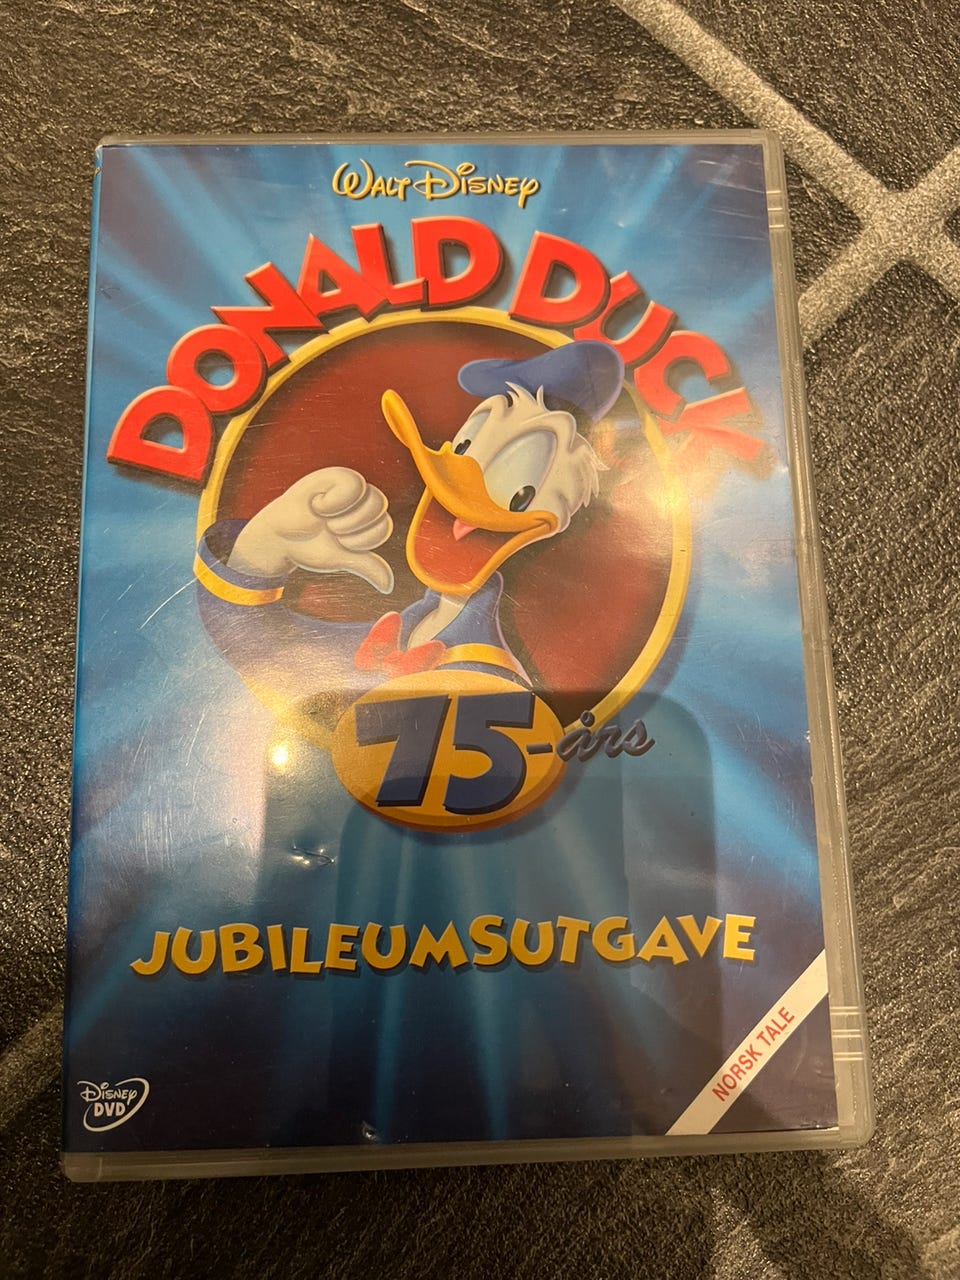 WALT DISNEY
DONALD DUCK
75-års
JUBILEUMSUTGAVE
NORSK TALE
DISNEY
DVD